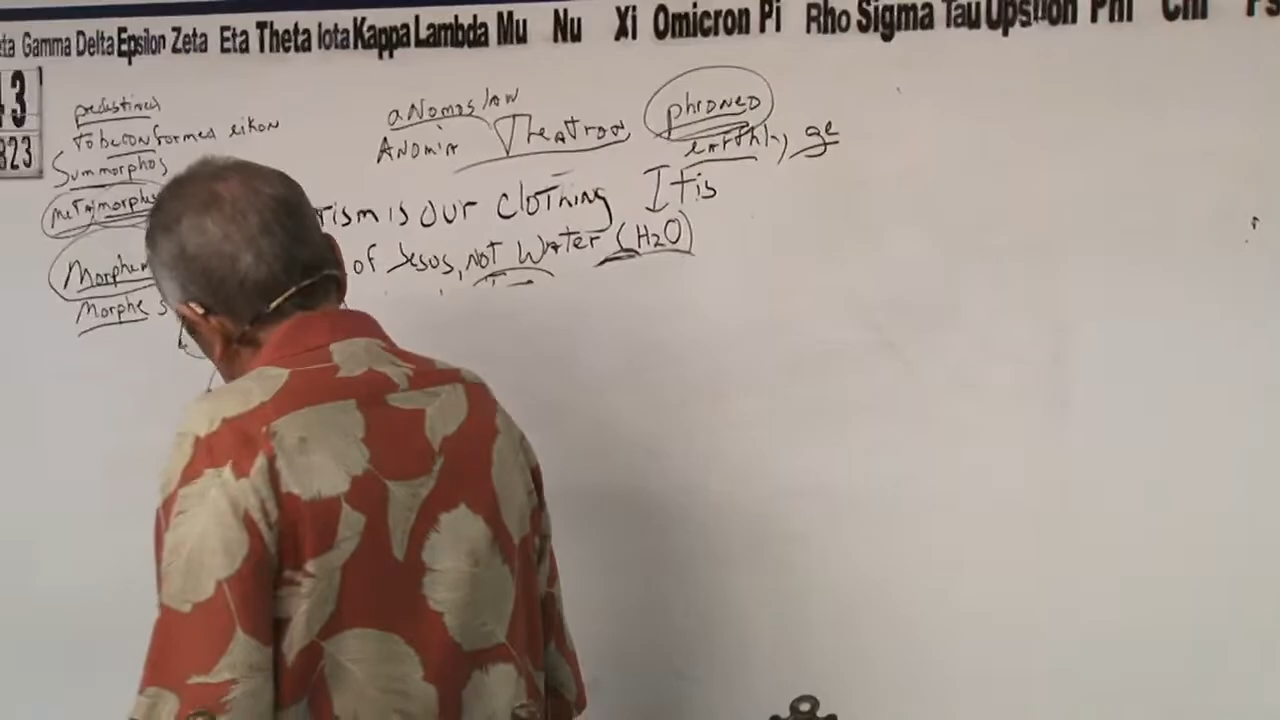 Gamma Delta Epsilon Zeta Eta Theta Iota Kappa Lambda Mu Nu Xi Omicron Pi Rho Sigma Tau Upsilon Phi Chi
43
823
predestined
to be conformed eikon
Summorphos
Metamorpho
Morphe
aNomos law
ANomia Theatron
phroneo
earthly, ge
rism is our clothing It is
of Jesus, not Water (H2O)